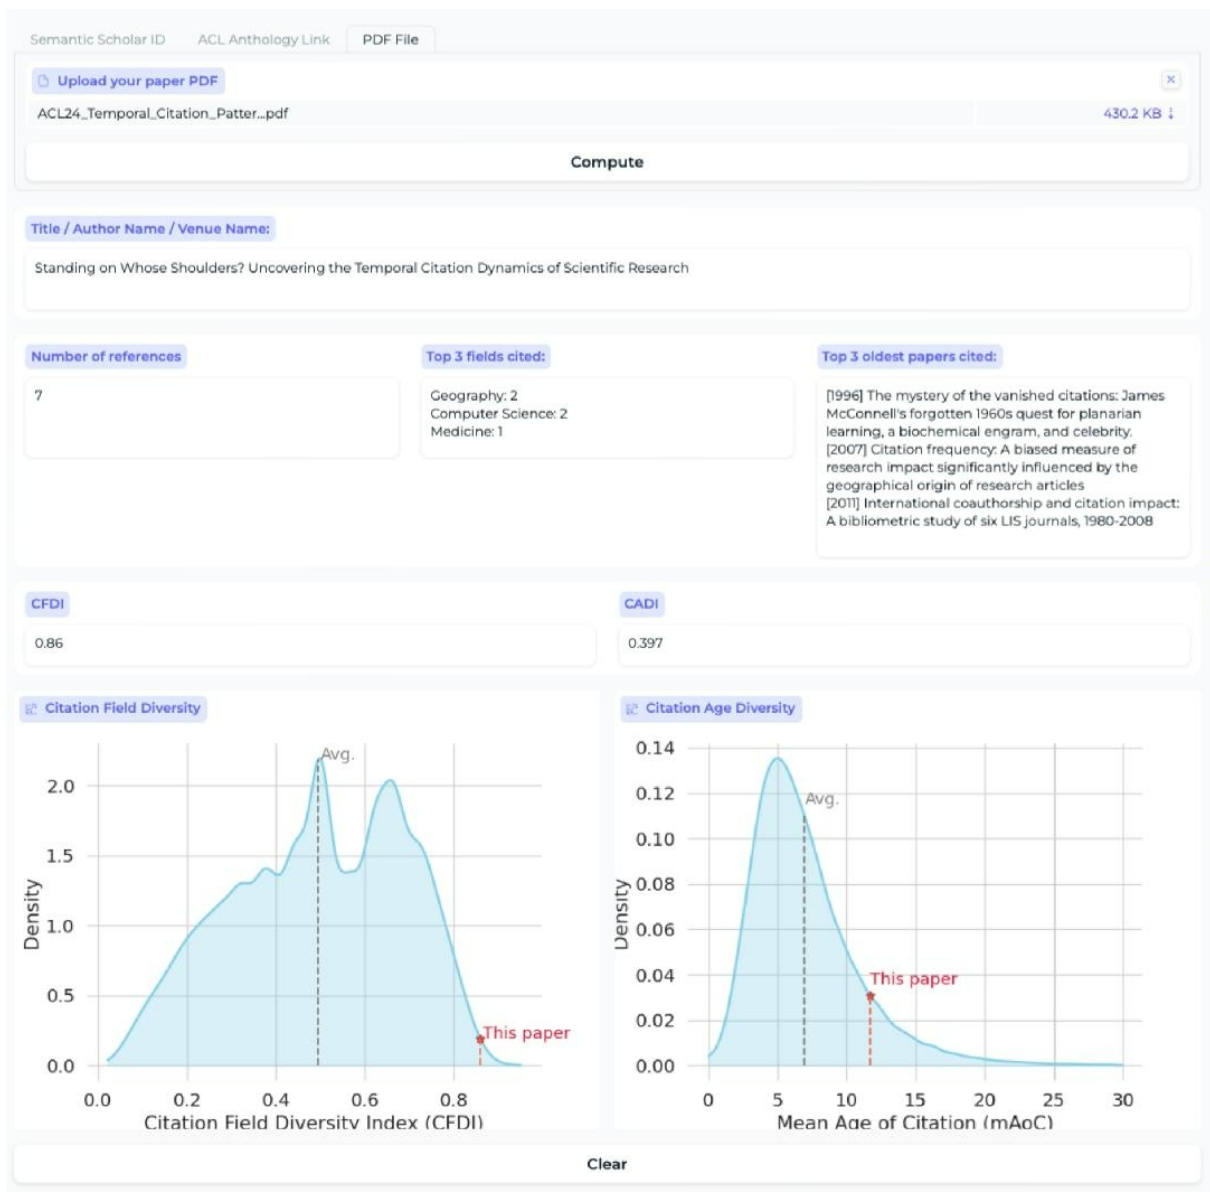 Semantic Scholar ID ACL Anthology Link PDF File
Upload your paper PDF
ACL24_Temporal_Citation_Patter...pdf 430.2 KB ↓
Compute
Title / Author Name / Venue Name:
Standing on Whose Shoulders? Uncovering the Temporal Citation Dynamics of Scientific Research
Number of references
7
Top 3 fields cited:
Geography: 2
Computer Science: 2
Medicine: 1
Top 3 oldest papers cited:
[1996] The mystery of the vanished citations: James
McConnell's forgotten 1960s quest for planarian
learning, a biochemical engram, and celebrity.
[2007] Citation frequency: A biased measure of
research impact significantly influenced by the
geographical origin of research articles
[2011] International coauthorship and citation impact:
A bibliometric study of six LIS journals, 1980-2008
CFDI
0.86
CADI
0.397
Citation Field Diversity
Avg.
2.0
1.5
1.0
0.5
0.0
Density
This paper
0.0 0.2 0.4 0.6 0.8
Citation Field Diversity Index (CFDI)
Citation Age Diversity
0.14
0.12
0.10
0.08
0.06
0.04
0.02
0.00
Density
Avg.
This paper
0 5 10 15 20 25 30
Mean Age of Citation (mAoC)
Clear